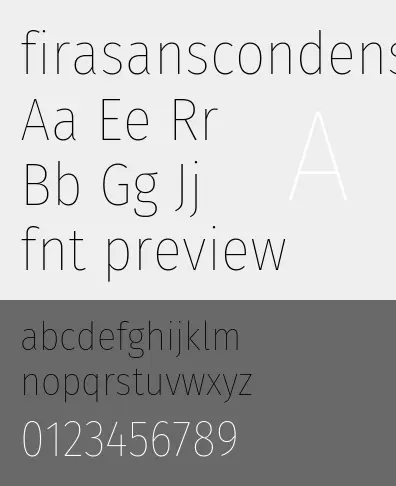 firasanscondens
Aa Ee Rr
A
Bb Gg Jj
fnt preview
abcdefghijklm
nopqrstuvwxyz
0123456789